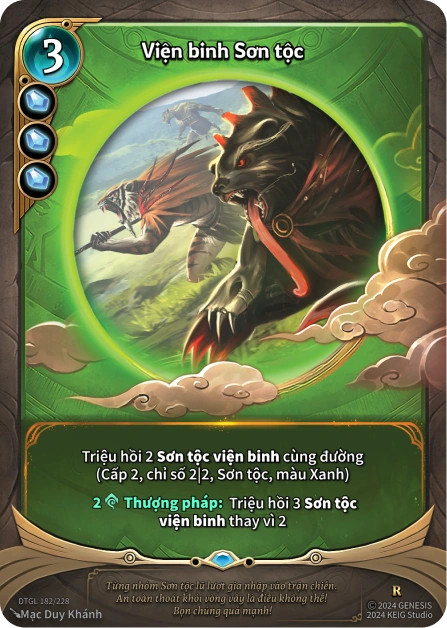 3
Viện binh Sơn tộc
Triệu hồi 2 Sơn tộc viện binh cùng đường
(Cấp 2, chỉ số 2|2, Sơn tộc, màu Xanh)
2 Thượng pháp: Triệu hồi 3 Sơn tộc
viện binh thay vì 2
Từng nhóm Sơn tộc lũ lượt gia nhập vào trận chiến.
An toàn thoát khỏi vòng vây là điều không thể!
Bọn chúng quá mạnh!
DTGL 182/228
Mạc Duy Khánh
R
© 2024 GENESIS
2024 KEIG Studio